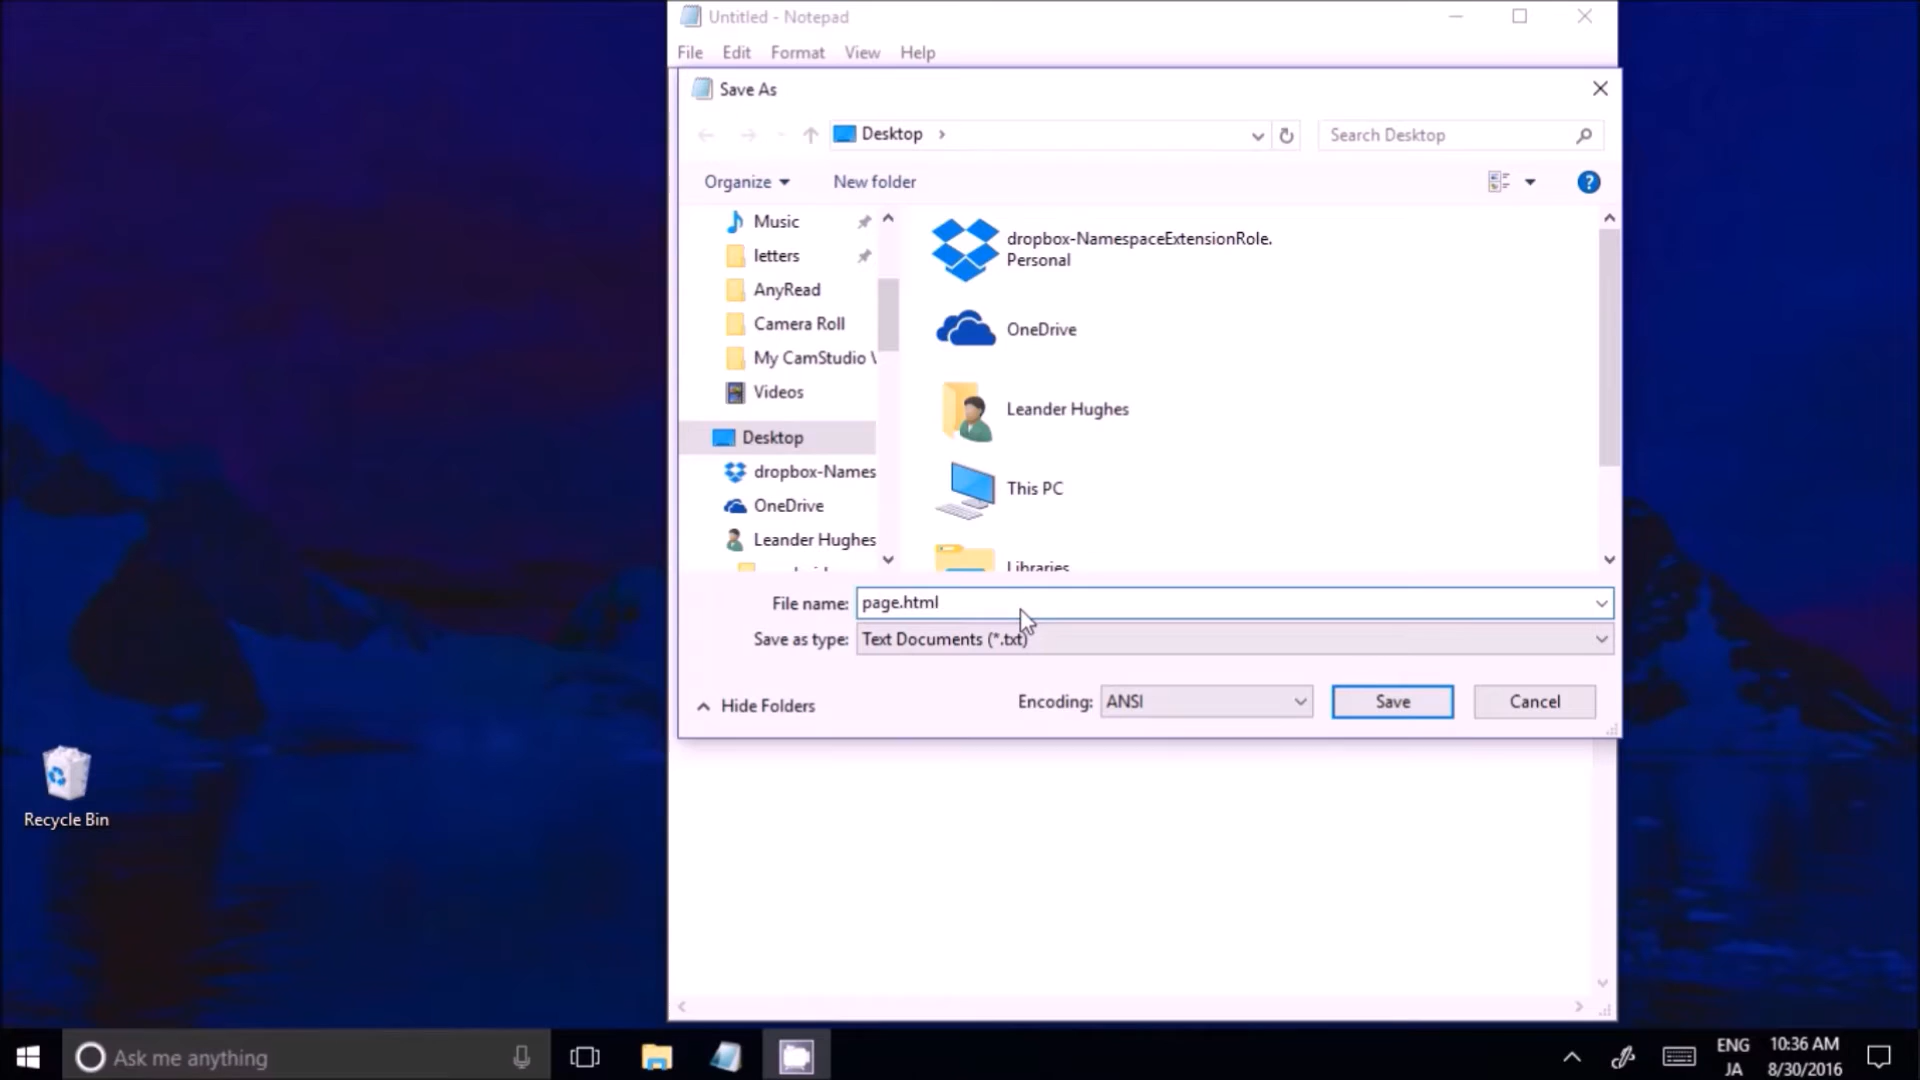 Untitled - Notepad
File Edit Format View Help
Save As
Desktop
Search Desktop
Organize New folder
Music
letters
AnyRead
Camera Roll
My CamStudio
Videos
Desktop
dropbox-Names
OneDrive
Leander Hughes
dropbox-NamespaceExtensionRole.
Personal
OneDrive
Leander Hughes
This PC
Libraries
File name: page.html
Save as type: Text Documents (*.txt)
Hide Folders Encoding: ANSI Save Cancel
Recycle Bin
Ask me anything
ENG
JA
10:36 AM
8/30/2016